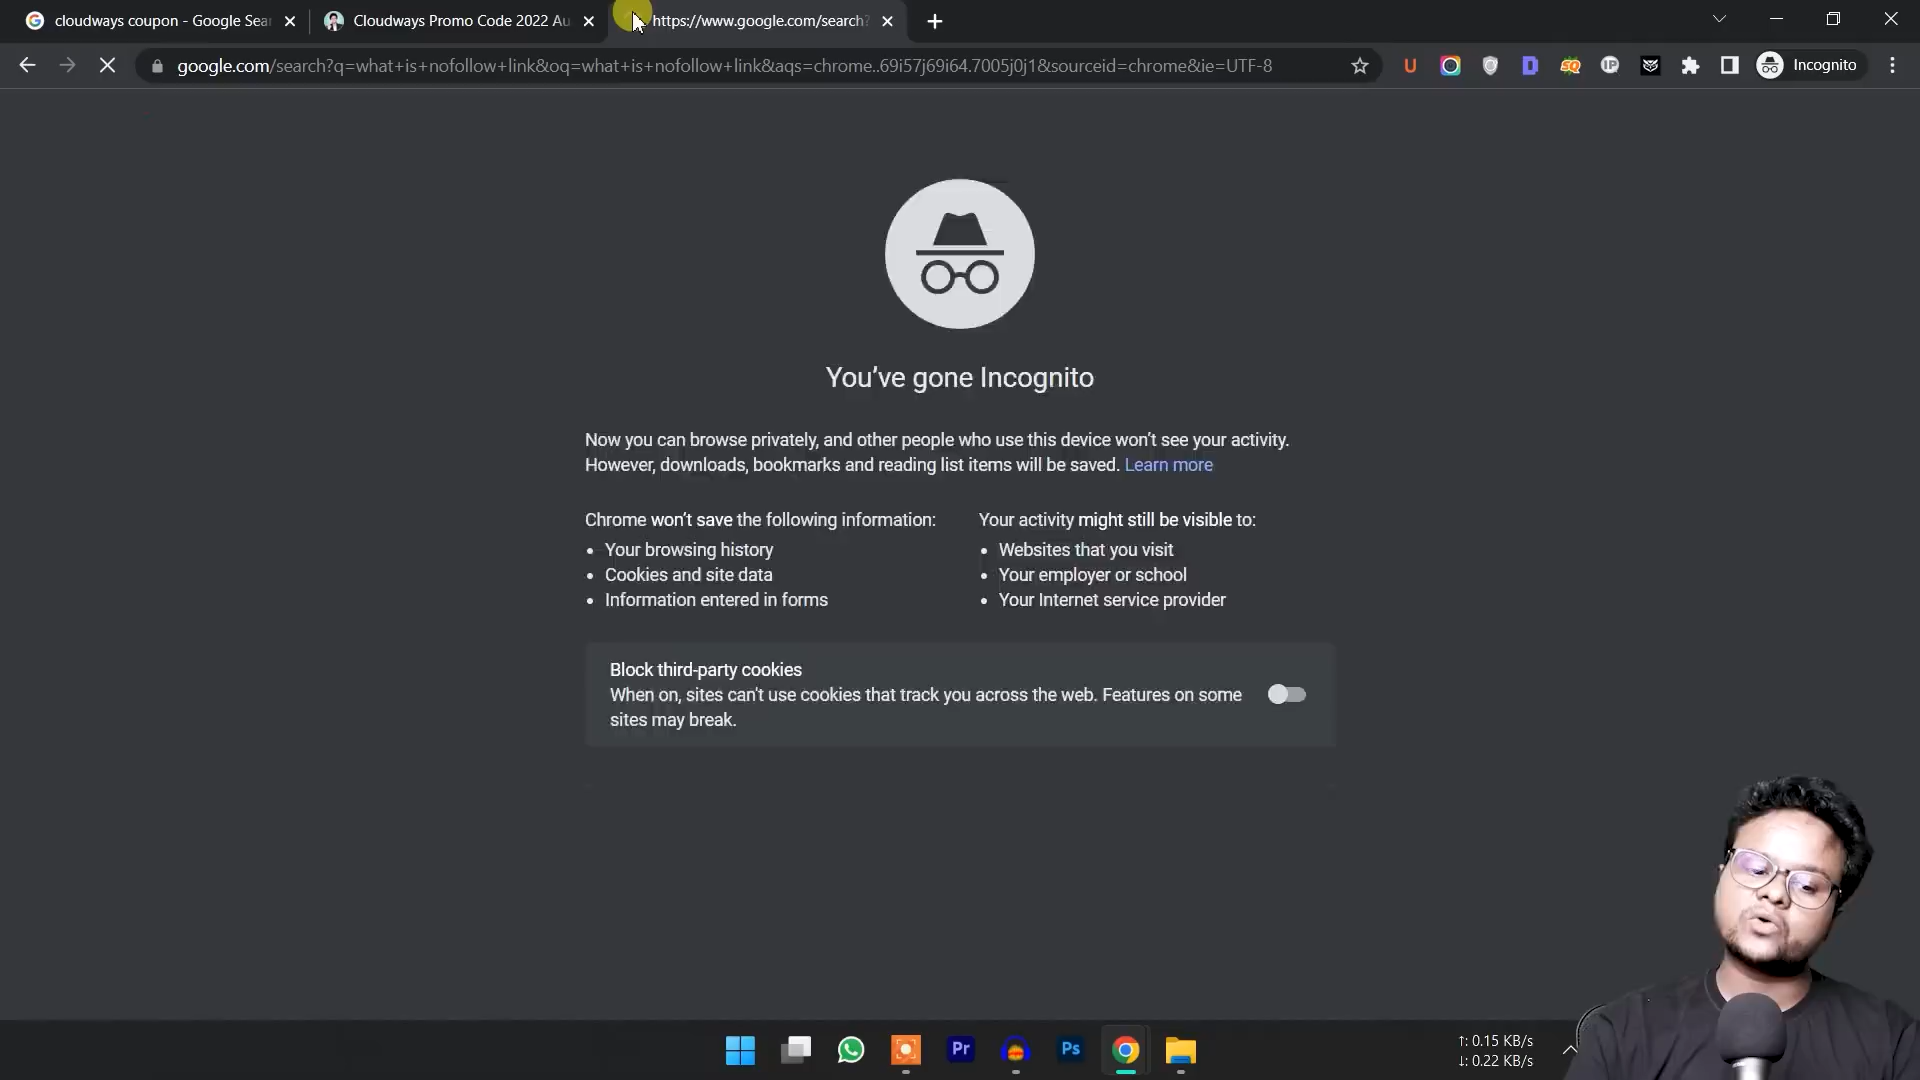 cloudways coupon - Google Sear
Cloudways Promo Code 2022 Au
https://www.google.com/search?
google.com/search?q=what+is+nofollow+link&oq=what+is+nofollow+link&aqs=chrome..69i57j69i64.7005j0j1&sourceid=chrome&ie=UTF-8
U
D
SQ
IP
Incognito
You've gone Incognito
Now you can browse privately, and other people who use this device won't see your activity.
However, downloads, bookmarks and reading list items will be saved. Learn more
Chrome won't save the following information:
• Your browsing history
• Cookies and site data
• Information entered in forms
Your activity might still be visible to:
• Websites that you visit
• Your employer or school
• Your Internet service provider
Block third-party cookies
When on, sites can't use cookies that track you across the web. Features on some
sites may break.
Pr
Ps
↑: 0.15 KB/s
↓: 0.22 KB/s